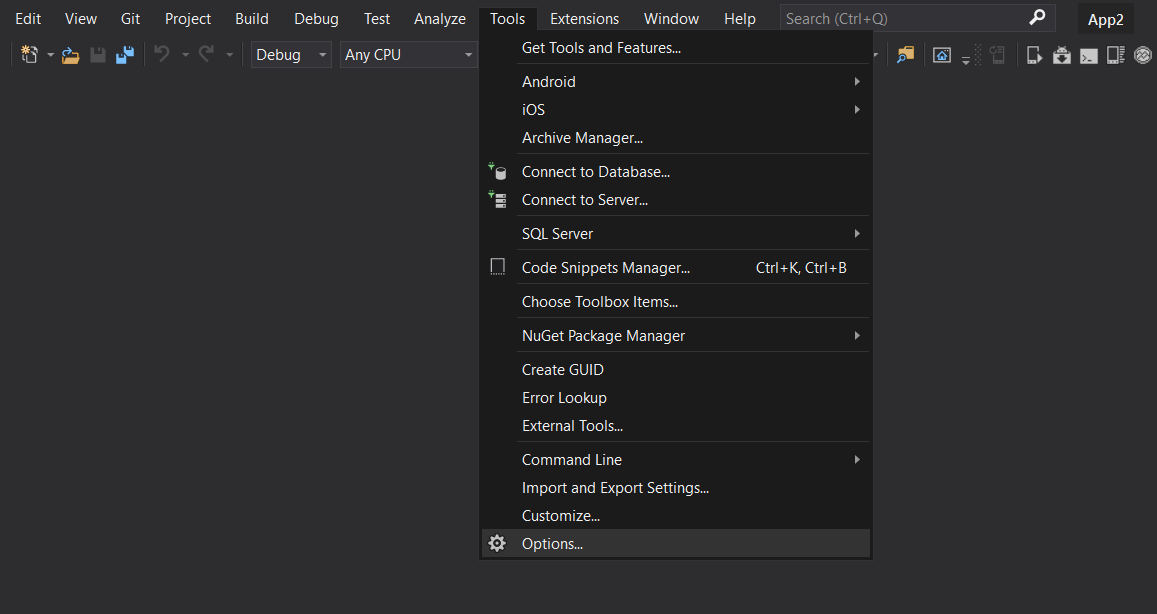 Edit View Git Project Build Debug Test Analyze Tools Extensions Window Help Search (Ctrl+Q) App2
Debug Any CPU
Get Tools and Features...
Android
iOS
Archive Manager...
Connect to Database...
Connect to Server...
SQL Server
Code Snippets Manager... Ctrl+K, Ctrl+B
Choose Toolbox Items...
NuGet Package Manager
Create GUID
Error Lookup
External Tools...
Command Line
Import and Export Settings...
Customize...
Options...